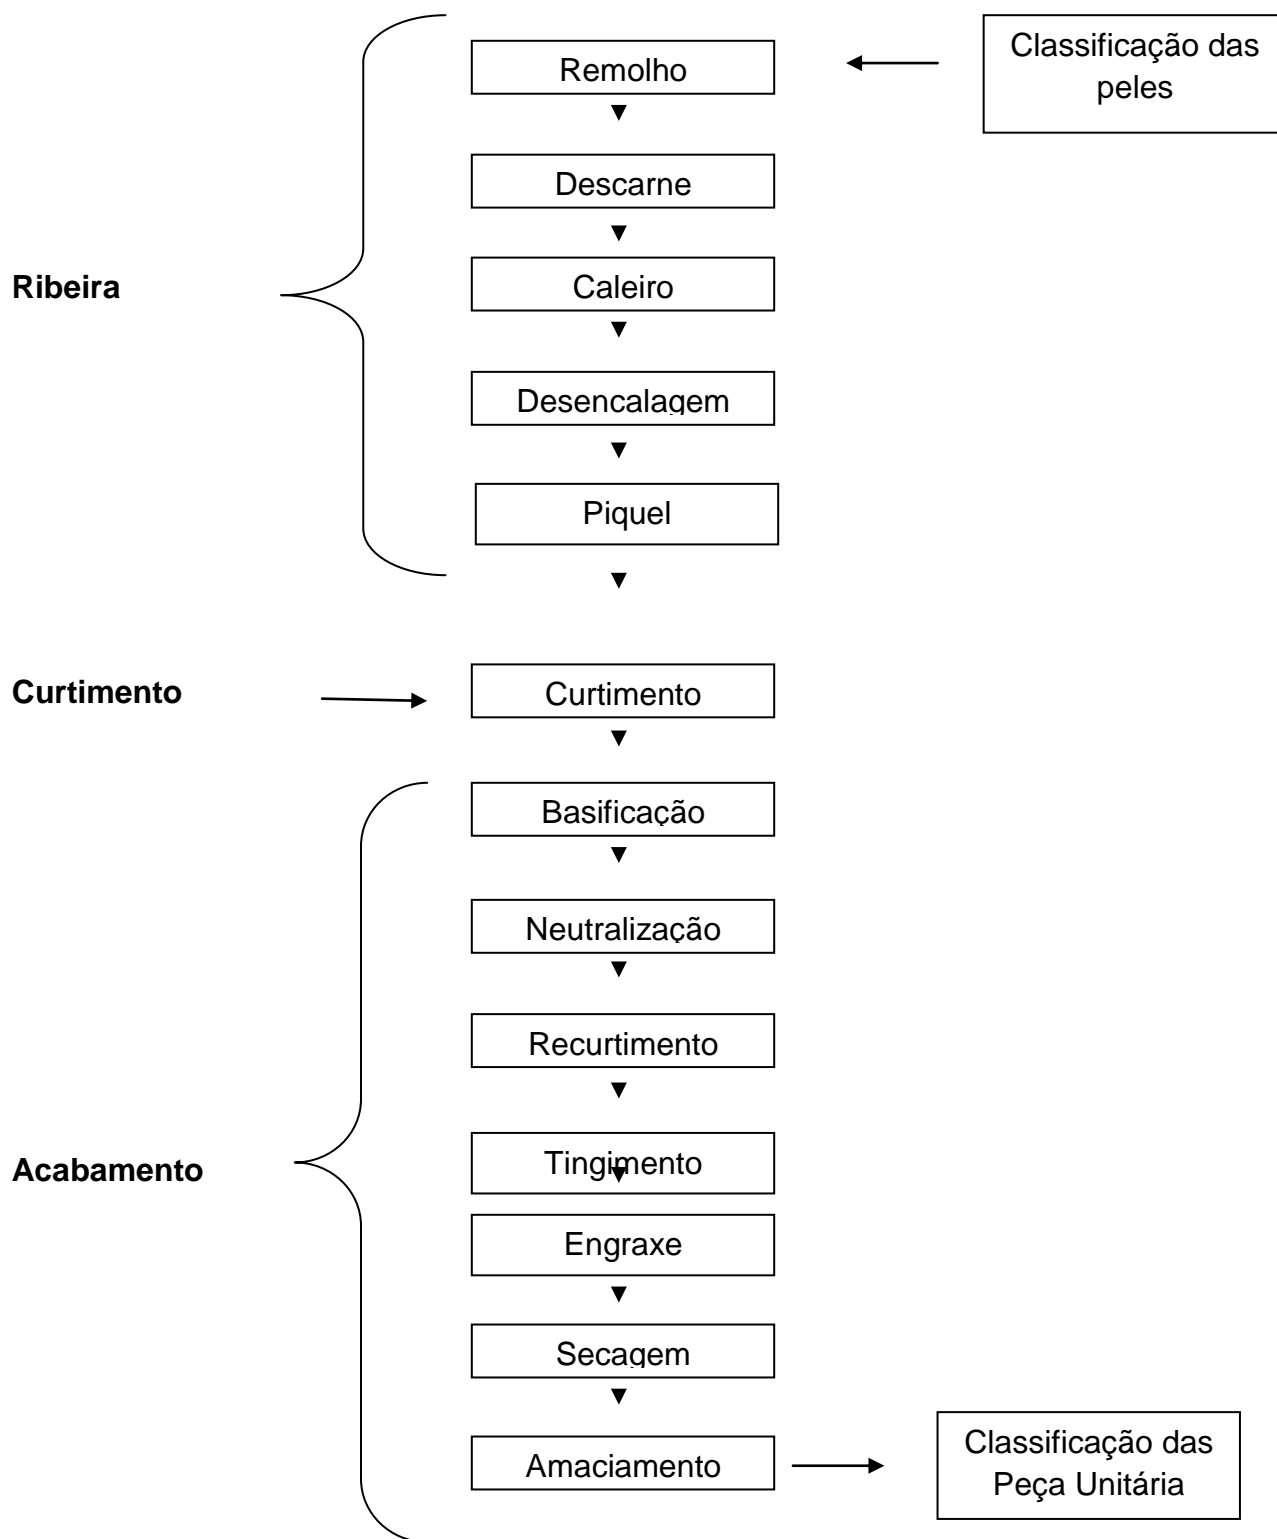 Classificação das
peles
Remolho
Descarne
Ribeira
Caleiro
Desencalagem
Piquel
Curtimento
Curtimento
Basificação
Neutralização
Recurtimento
Acabamento
Tingimento
Engraxe
Secagem
Amaciamento
Classificação das
Peça Unitária